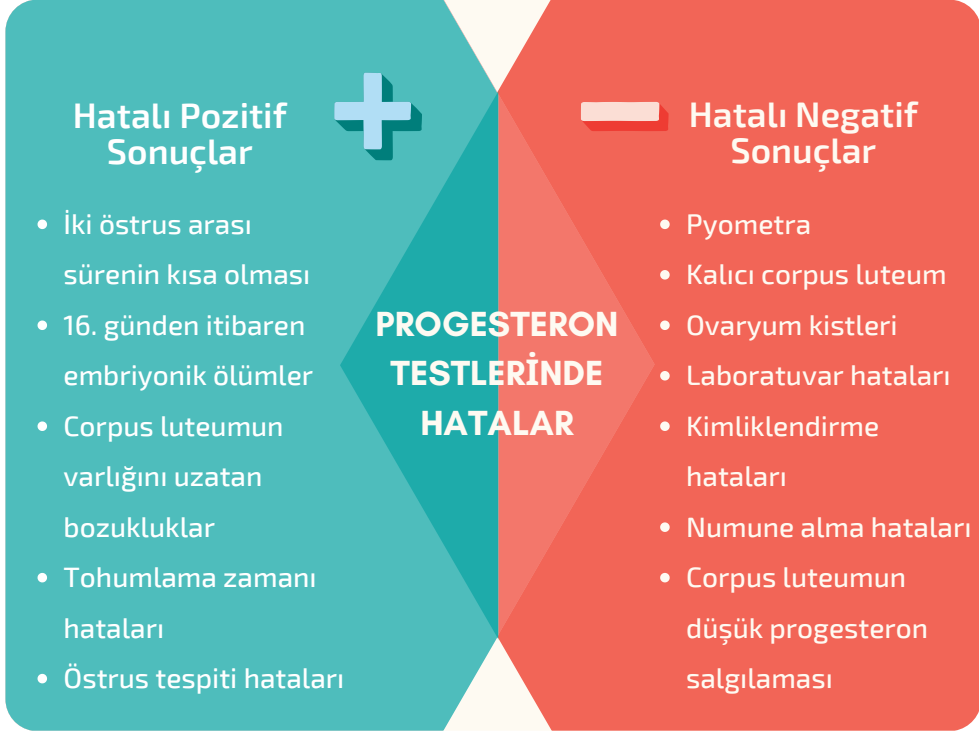 Hatalı Pozitif
Sonuçlar
• İki östrus arası
sürenin kısa olması
• 16. günden itibaren
embriyonik ölümler
• Corpus luteumun
varlığını uzatan
bozukluklar
• Tohumlama zamanı
hataları
• Östrus tespiti hataları
PROGESTERON
TESTLERİNDE
HATALAR
Hatalı Negatif
Sonuçlar
• Pyometra
• Kalıcı corpus luteum
• Ovaryum kistleri
• Laboratuvar hataları
• Kimliklendirme
hataları
• Numune alma hataları
• Corpus luteumun
düşük progesteron
salgılaması